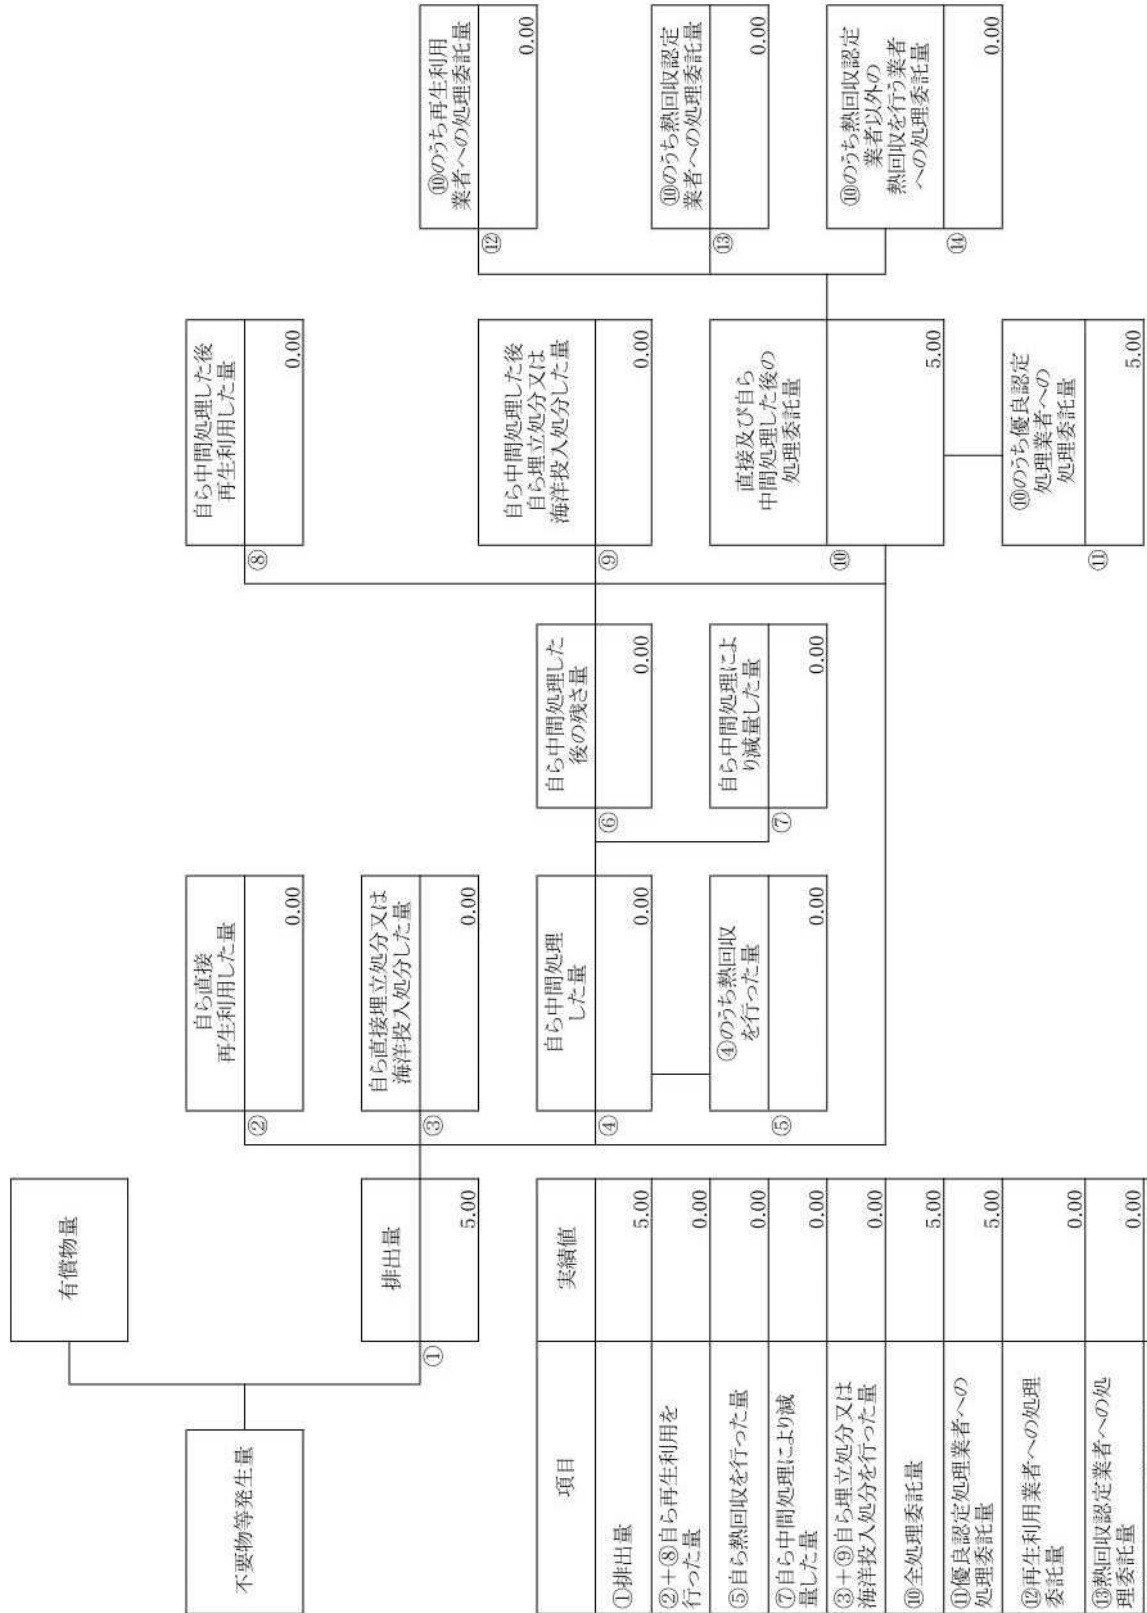 不要物等発生量
有償物量
排出量
①
5.00
自ら直接
再生利用した量
②
0.00
自ら直接埋立処分又は
海洋投入処分した量
③
0.00
自ら中間処理
した量
④
0.00
④のうち熱回収
を行った量
⑤
0.00
自ら中間処理した
後の残さ量
⑥
0.00
自ら中間処理によ
り減量した量
⑦
0.00
自ら中間処理した後
再生利用した量
⑧
0.00
自ら中間処理した後
自ら埋立処分又は
海洋投入処分した量
⑨
0.00
直接及び自ら
中間処理した後の
処理委託量
⑩
5.00
⑩のうち優良認定
処理業者への
処理委託量
⑪
5.00
⑩のうち再生利用
業者への処理委託量
⑫
0.00
⑩のうち熱回収認定
業者への処理委託量
⑬
0.00
⑩のうち熱回収認定
業者以外の
熱回収を行う業者
への処理委託量
⑭
0.00
項目 実績値
①排出量 5.00
②+⑧自ら再生利用を
行った量 0.00
⑤自ら熱回収を行った量 0.00
⑦自ら中間処理により減
量した量 0.00
③+⑨自ら埋立処分又は
海洋投入処分を行った量 0.00
⑩全処理委託量 5.00
⑪優良認定処理業者への
処理委託量 5.00
⑫再生利用業者への処理
委託量 0.00
⑬熱回収認定業者への処
理委託量 0.00